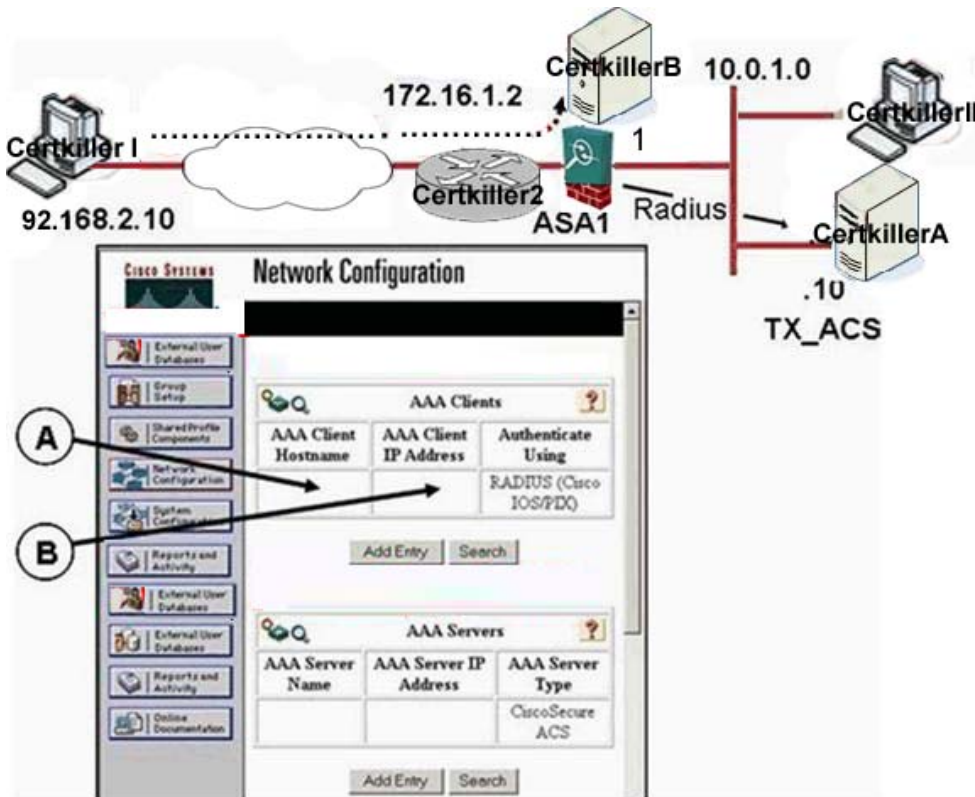 CertkillerB
10.0.1.0
172.16.1.2
Certkiller I
CertkillerII
1
Certkiller2
92.168.2.10
ASA1
Radius
CertkillerA
.10
TX_ACS
CISCO SYSTEMS
Network Configuration
External User Databases
Group Setup
Shared Profile Components
Network Configuration
System Configuration
Reports and Activity
External User Databases
External User Databases
Reports and Activity
Online Documentation
A
B
AAA Clients
?
AAA Client Hostname
AAA Client IP Address
Authenticate Using
RADIUS (Cisco IOS/PIX)
Add Entry
Search
AAA Servers
?
AAA Server Name
AAA Server IP Address
AAA Server Type
CiscoSecure ACS
Add Entry
Search